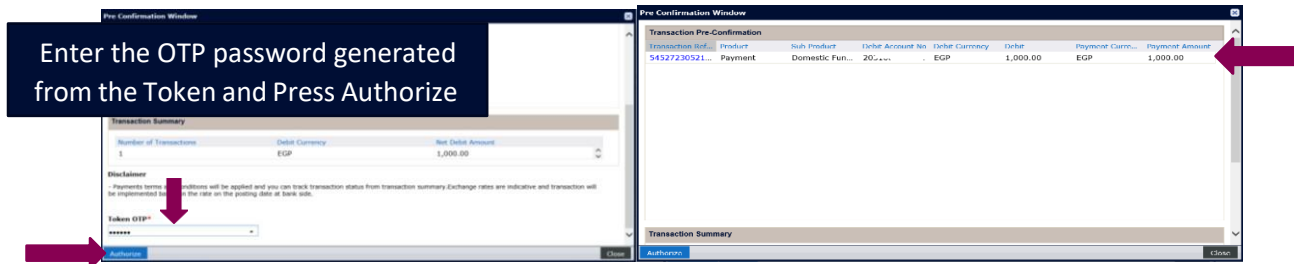 Pre Confirmation Window
Enter the OTP password generated
from the Token and Press Authorize
Transaction Summary
Number of Transactions Debit Currency Net Debit Amount
1 EGP 1,000.00
Disclaimer
- Payments terms and conditions will be applied and you can track transaction status from transaction summary.Exchange rates are indicative and transaction will
be implemented based on the rate on the posting date at bank side.
Token OTP*
••••••
Authorize Close
Pre Confirmation Window
Transaction Pre-Confirmation
Transaction Ref... Product Sub Product Debit Account No Debit Currency Debit Payment Curre... Payment Amount
54527230521... Payment Domestic Fun... EGP 1,000.00 EGP 1,000.00
Transaction Summary
Authorize Close